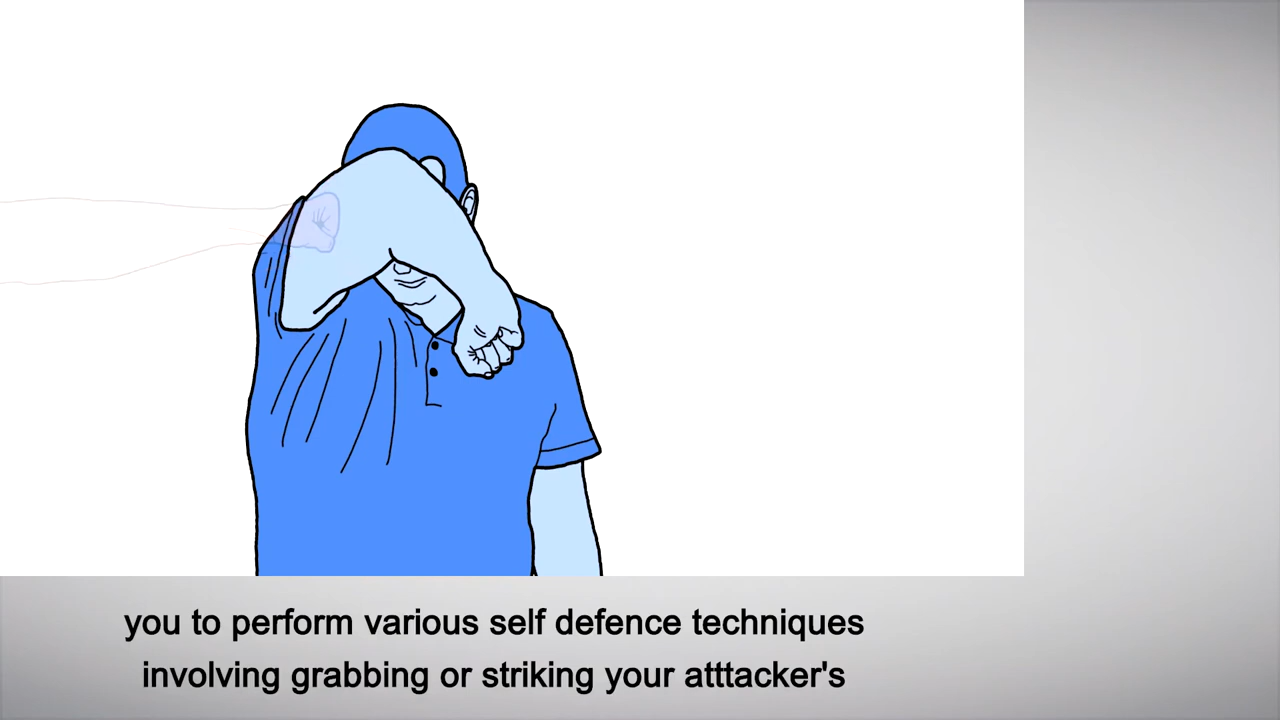 you to perform various self defence techniques
involving grabbing or striking your atttacker's